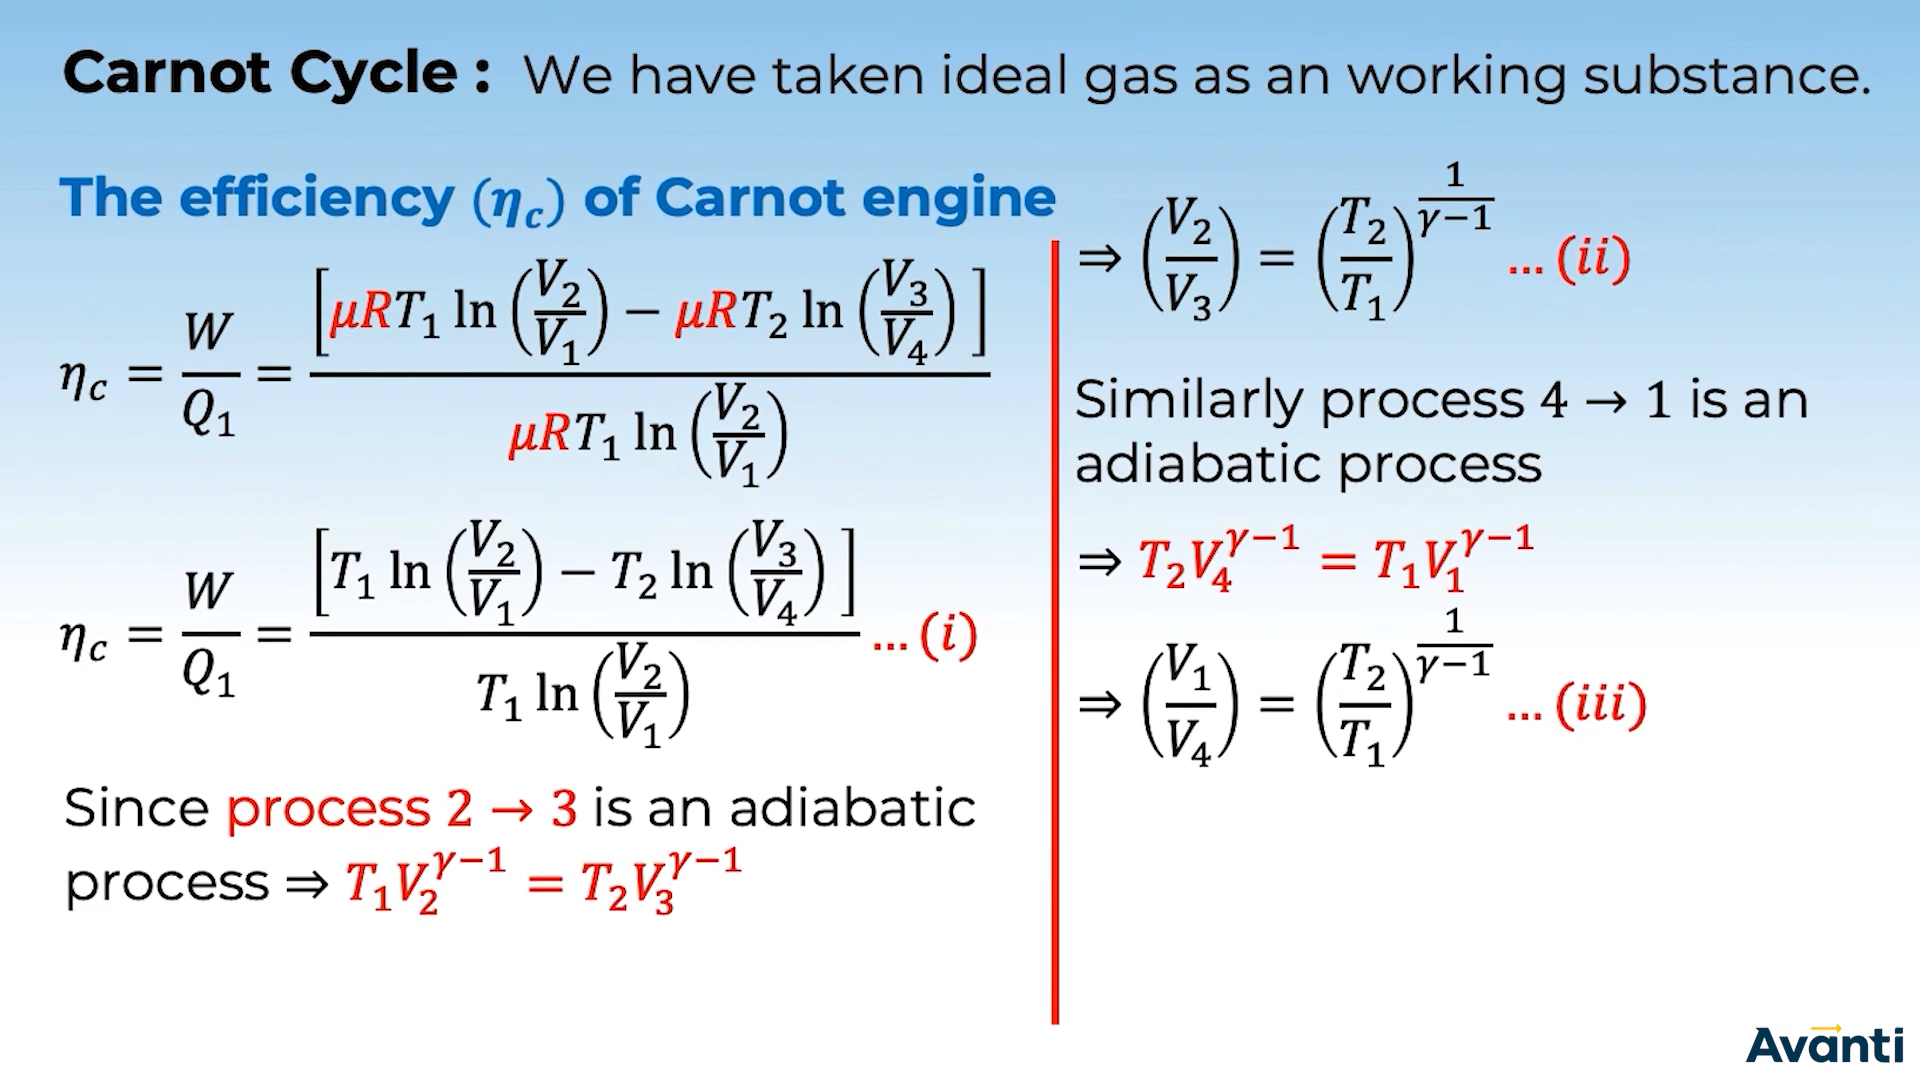 Carnot Cycle : We have taken ideal gas as an working substance.
The efficiency (η_c) of Carnot engine
η_c = W/Q₁ = [μRT₁ ln(V₂/V₁) − μRT₂ ln(V₃/V₄)] / μRT₁ ln(V₂/V₁)
η_c = W/Q₁ = [T₁ ln(V₂/V₁) − T₂ ln(V₃/V₄)] / T₁ ln(V₂/V₁) ... (i)
Since process 2 → 3 is an adiabatic
process ⇒ T₁V₂^(γ−1) = T₂V₃^(γ−1)
⇒ (V₂/V₃) = (T₂/T₁)^(1/(γ−1)) ... (ii)
Similarly process 4 → 1 is an
adiabatic process
⇒ T₂V₄^(γ−1) = T₁V₁^(γ−1)
⇒ (V₁/V₄) = (T₂/T₁)^(1/(γ−1)) ... (iii)
Avanti